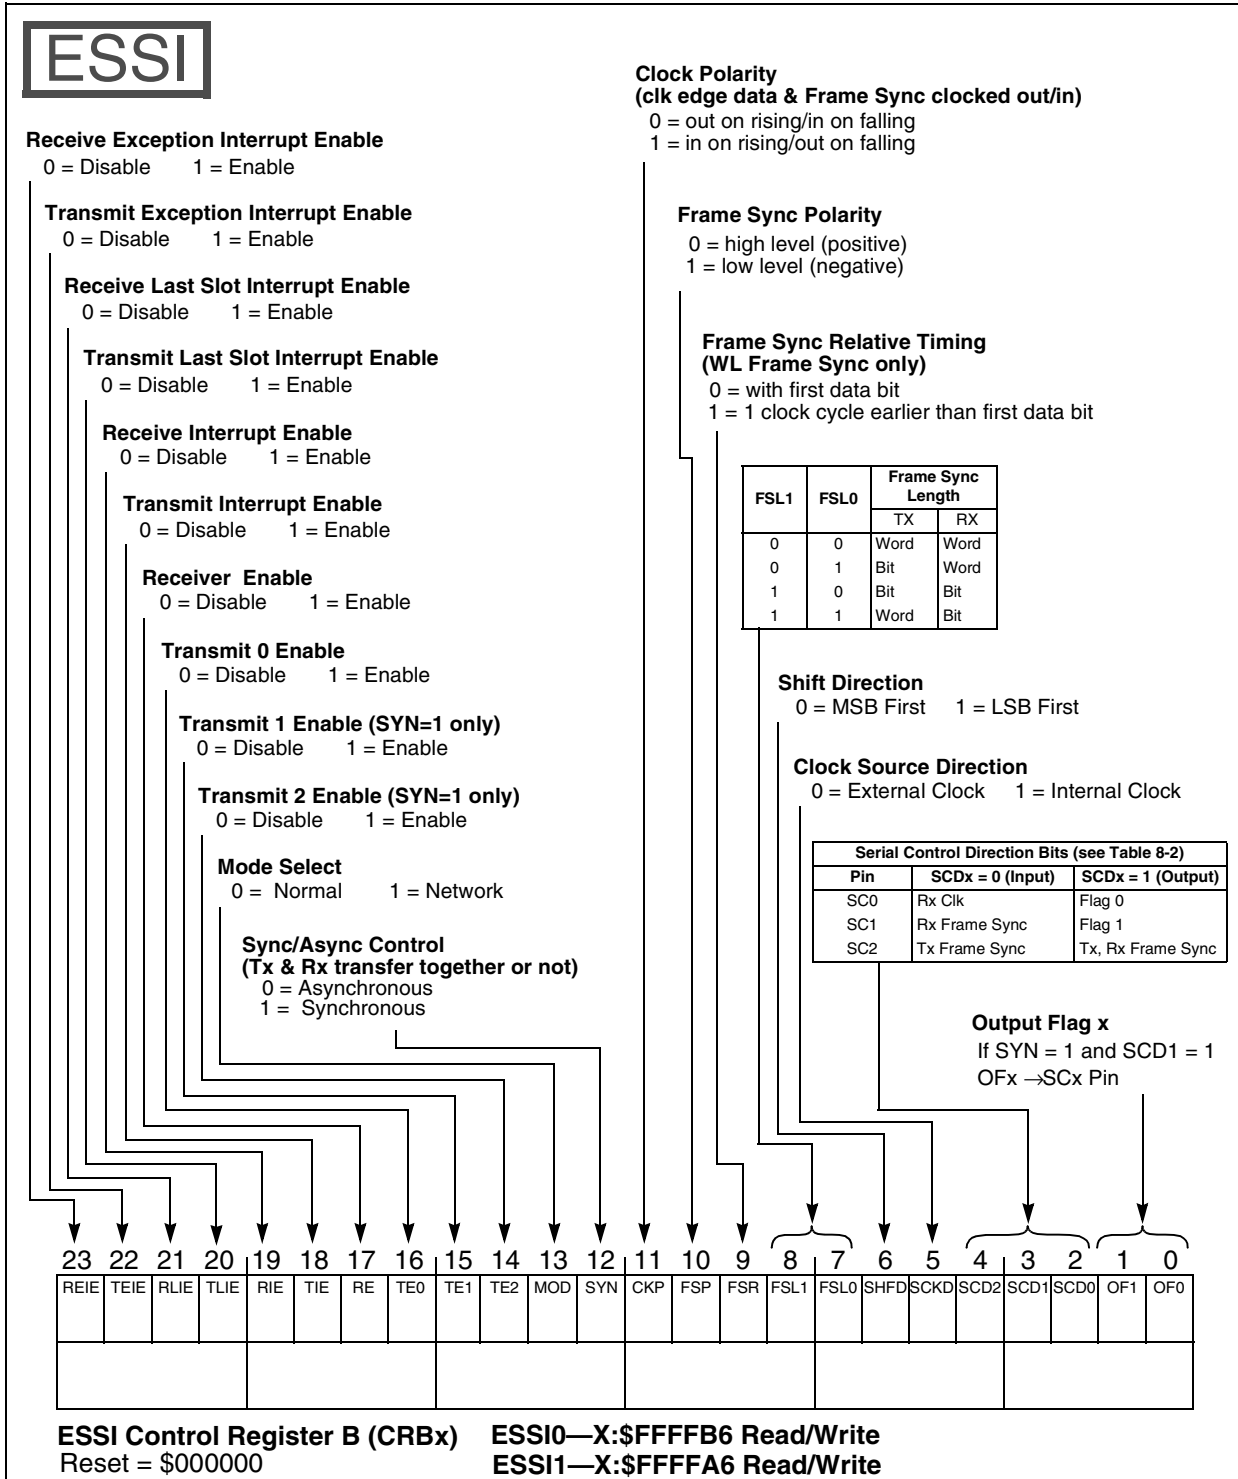 ESSI
Receive Exception Interrupt Enable
0 = Disable 1 = Enable
Transmit Exception Interrupt Enable
0 = Disable 1 = Enable
Receive Last Slot Interrupt Enable
0 = Disable 1 = Enable
Transmit Last Slot Interrupt Enable
0 = Disable 1 = Enable
Receive Interrupt Enable
0 = Disable 1 = Enable
Transmit Interrupt Enable
0 = Disable 1 = Enable
Receiver Enable
0 = Disable 1 = Enable
Transmit 0 Enable
0 = Disable 1 = Enable
Transmit 1 Enable (SYN=1 only)
0 = Disable 1 = Enable
Transmit 2 Enable (SYN=1 only)
0 = Disable 1 = Enable
Mode Select
0 = Normal 1 = Network
Sync/Async Control
(Tx & Rx transfer together or not)
0 = Asynchronous
1 = Synchronous
Clock Polarity
(clk edge data & Frame Sync clocked out/in)
0 = out on rising/in on falling
1 = in on rising/out on falling
Frame Sync Polarity
0 = high level (positive)
1 = low level (negative)
Frame Sync Relative Timing
(WL Frame Sync only)
0 = with first data bit
1 = 1 clock cycle earlier than first data bit
FSL1 FSL0 Frame Sync
Length
TX RX
0 0 Word Word
0 1 Bit Word
1 0 Bit Bit
1 1 Word Bit
Shift Direction
0 = MSB First 1 = LSB First
Clock Source Direction
0 = External Clock 1 = Internal Clock
Serial Control Direction Bits (see Table 8-2)
Pin SCDx = 0 (Input) SCDx = 1 (Output)
SC0 Rx Clk Flag 0
SC1 Rx Frame Sync Flag 1
SC2 Tx Frame Sync Tx, Rx Frame Sync
Output Flag x
If SYN = 1 and SCD1 = 1
OFx →SCx Pin
23 22 21 20 19 18 17 16 15 14 13 12 11 10 9 8 7 6 5 4 3 2 1 0
REIE TEIE RLIE TLIE RIE TIE RE TE0 TE1 TE2 MOD SYN CKP FSP FSR FSL1 FSL0 SHFD SCKD SCD2 SCD1 SCD0 OF1 OF0
ESSI Control Register B (CRBx) ESSI0—X:$FFFFB6 Read/Write
Reset = $000000 ESSI1—X:$FFFFA6 Read/Write